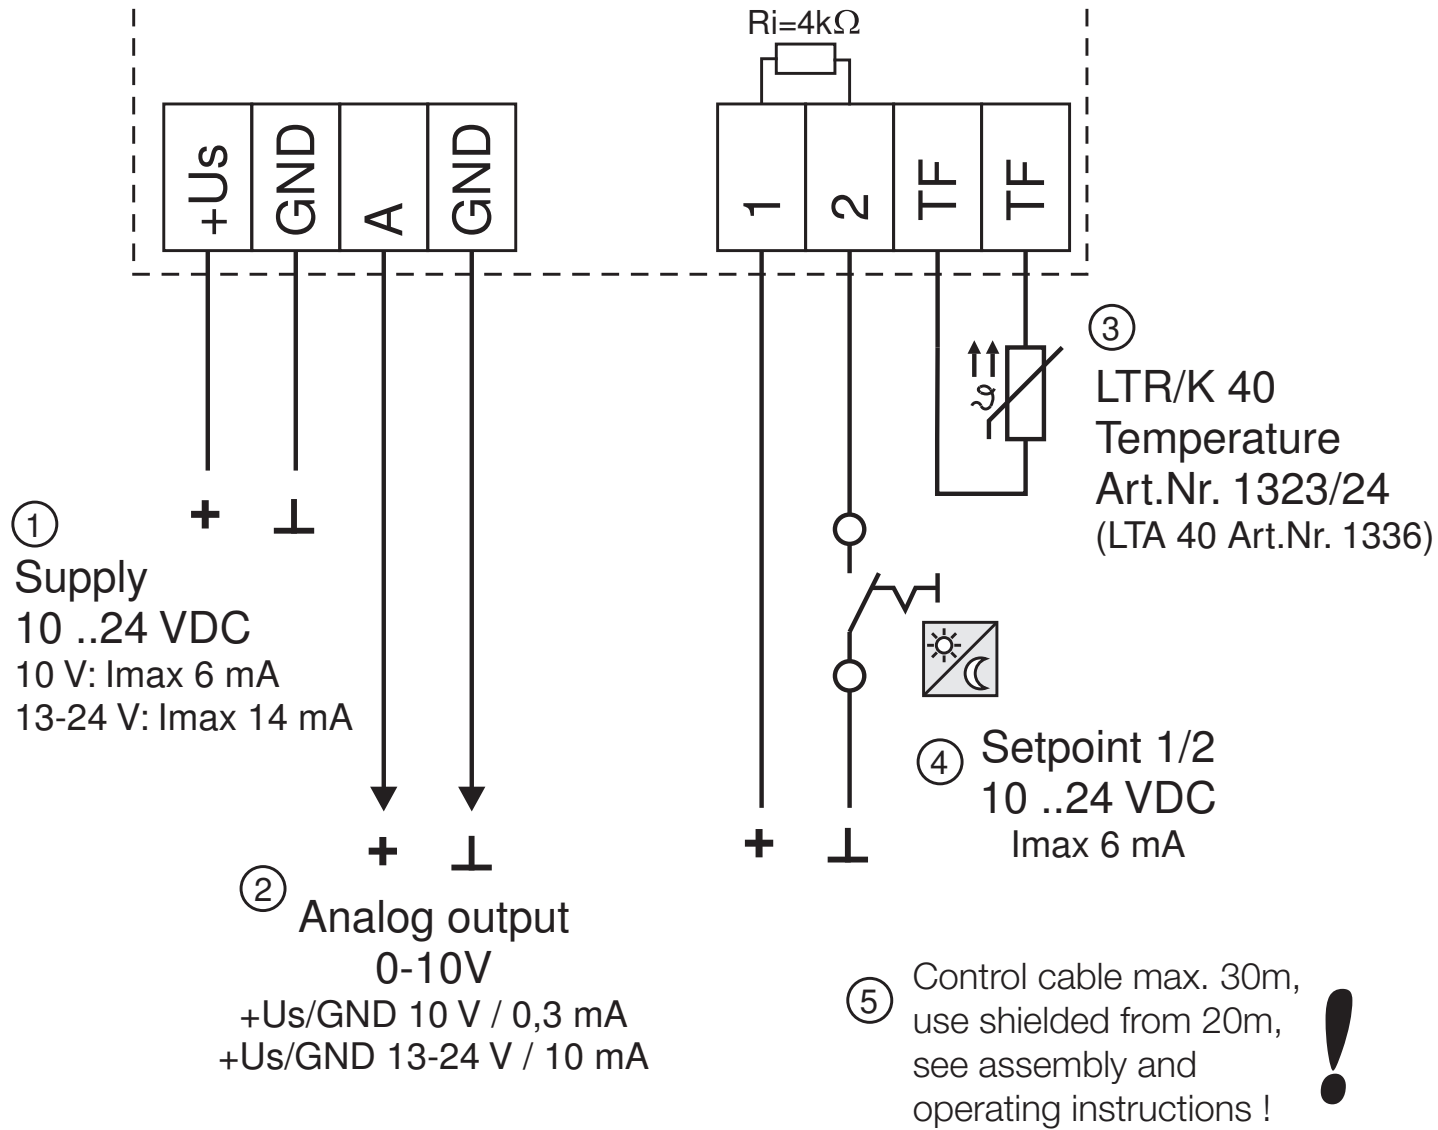 Ri=4kΩ
+Us
GND
A
GND
1
2
TF
TF
3
LTR/K 40
Temperature
Art.Nr. 1323/24
(LTA 40 Art.Nr. 1336)
1
Supply
10 ..24 VDC
10 V: Imax 6 mA
13-24 V: Imax 14 mA
ϑ
4
Setpoint 1/2
10 ..24 VDC
Imax 6 mA
2
Analog output
0-10V
+Us/GND 10 V / 0,3 mA
+Us/GND 13-24 V / 10 mA
5
Control cable max. 30m,
use shielded from 20m,
see assembly and
operating instructions !
!